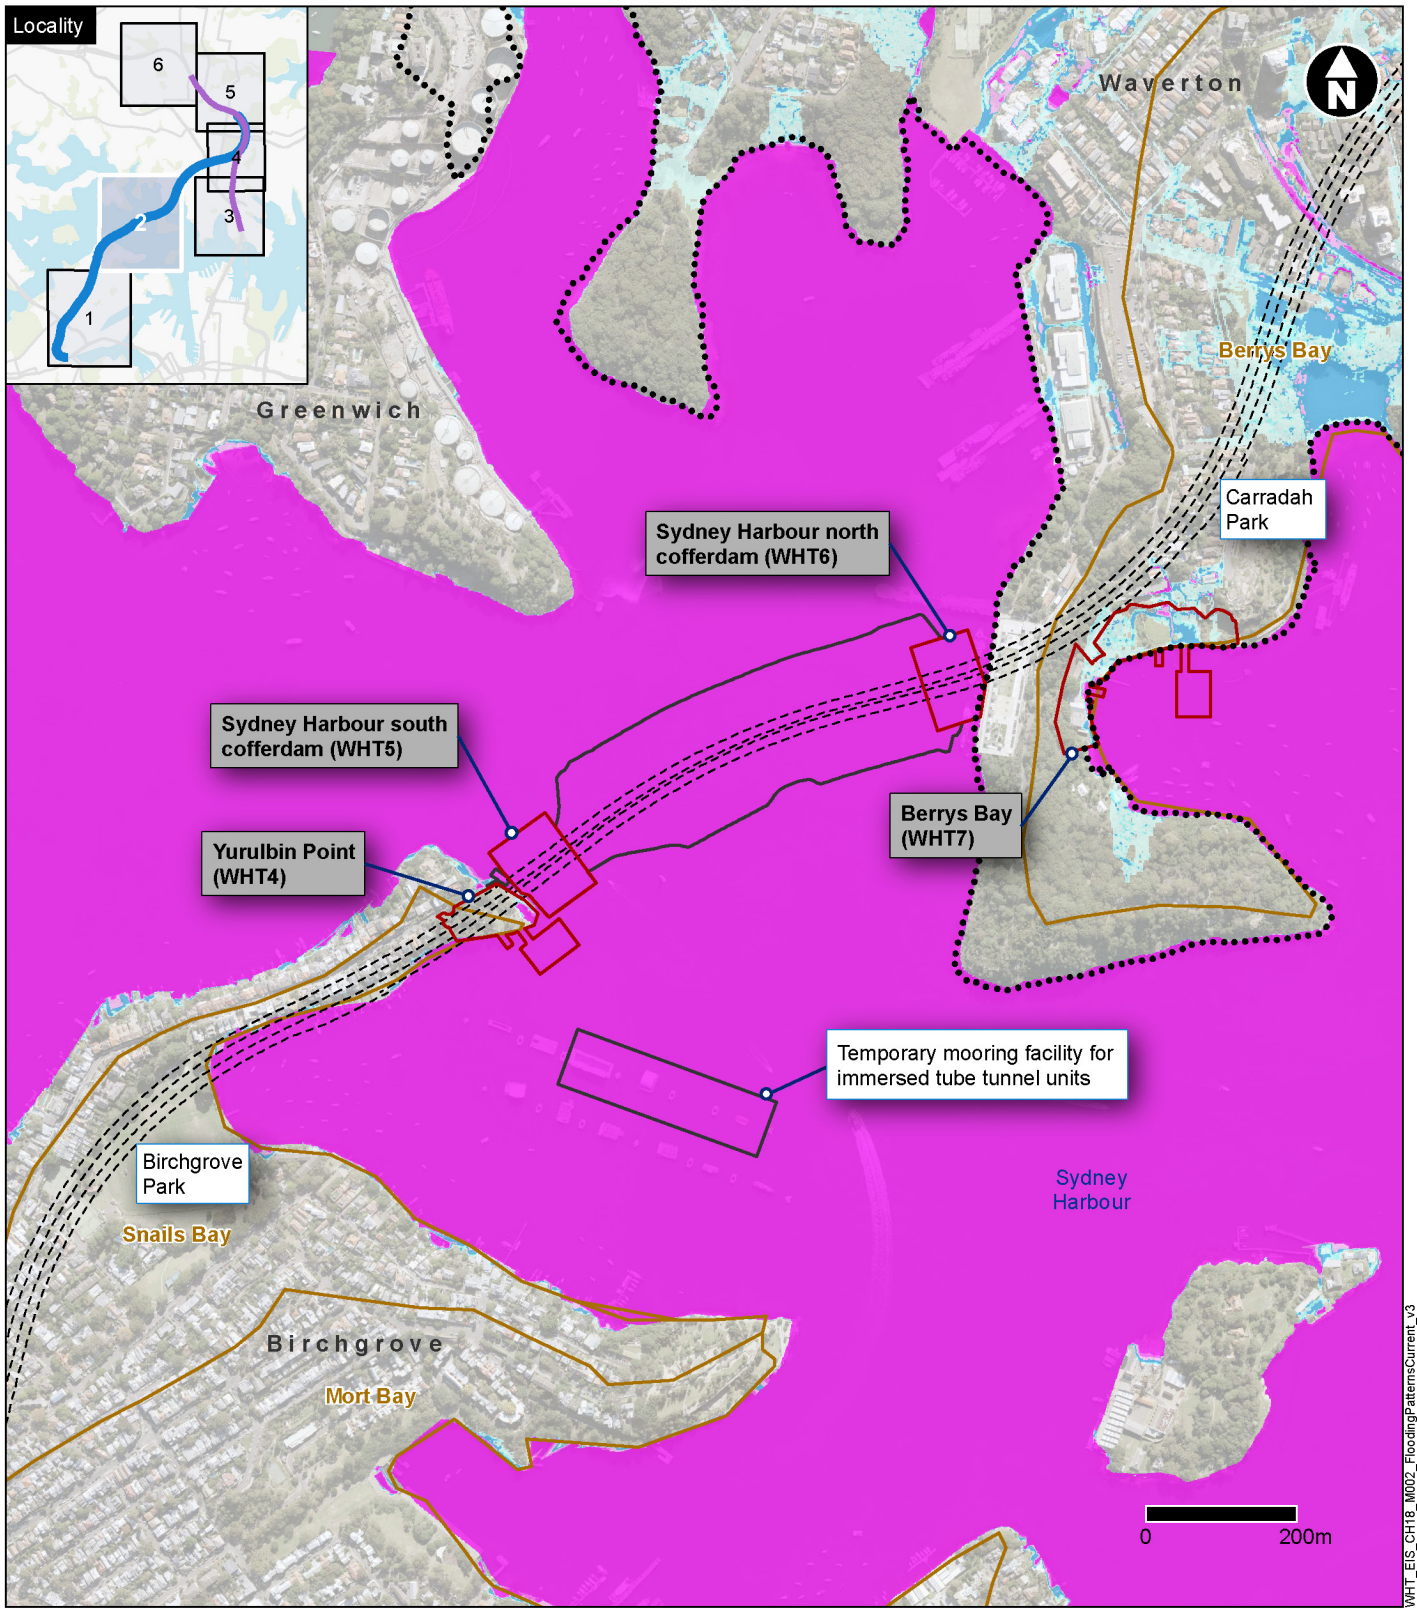 Locality
6
5
4
3
2
1
N
Waverton
Berrys Bay
Greenwich
Carradah
Park
Sydney Harbour north
cofferdam (WHT6)
Sydney Harbour south
cofferdam (WHT5)
Yurulbin Point
(WHT4)
Berrys Bay
(WHT7)
Temporary mooring facility for
immersed tube tunnel units
Birchgrove
Park
Snails Bay
Sydney
Harbour
Birchgrove
Mort Bay
0 200m
WHT_EIS_CH18_M002_FloodingPatternsCurrent_v3